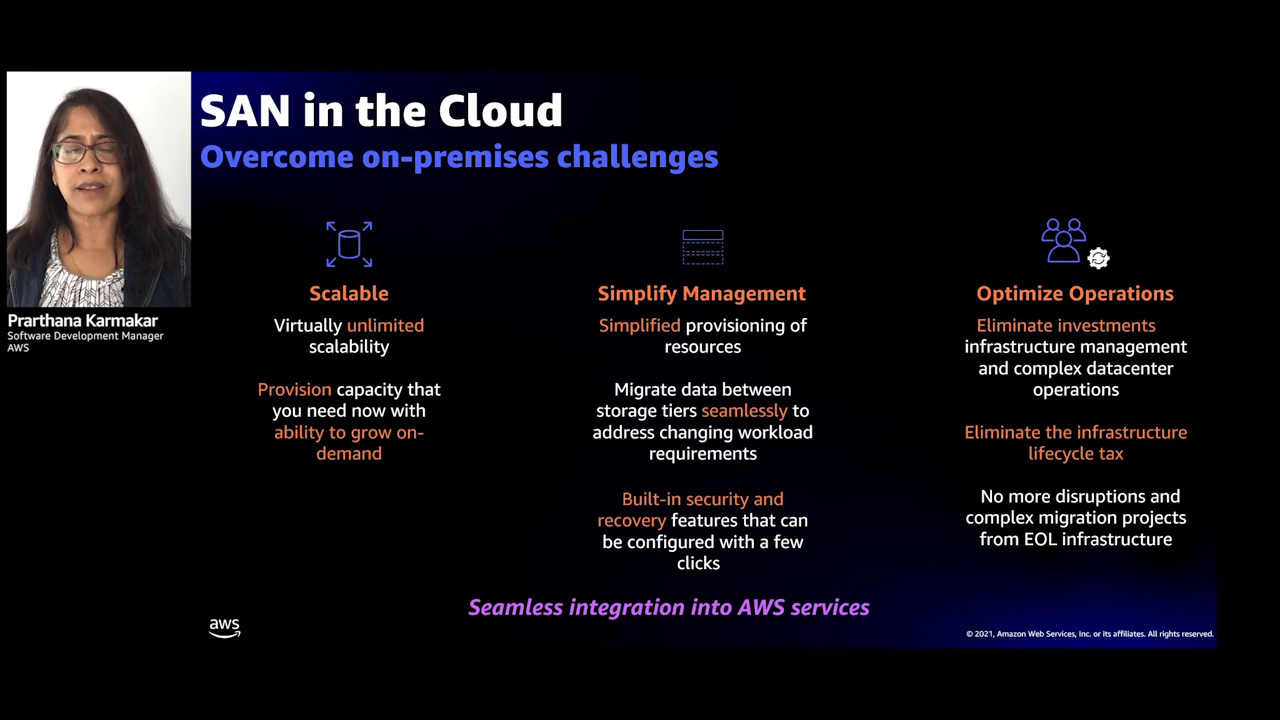 SAN in the Cloud
Overcome on-premises challenges
Prarthana Karmakar
Software Development Manager
AWS
Scalable
Virtually unlimited
scalability
Provision capacity that
you need now with
ability to grow on-
demand
Simplify Management
Simplified provisioning of
resources
Migrate data between
storage tiers seamlessly to
address changing workload
requirements
Built-in security and
recovery features that can
be configured with a few
clicks
Optimize Operations
Eliminate investments
infrastructure management
and complex datacenter
operations
Eliminate the infrastructure
lifecycle tax
No more disruptions and
complex migration projects
from EOL infrastructure
Seamless integration into AWS services
aws
© 2021, Amazon Web Services, Inc. or its affiliates. All rights reserved.